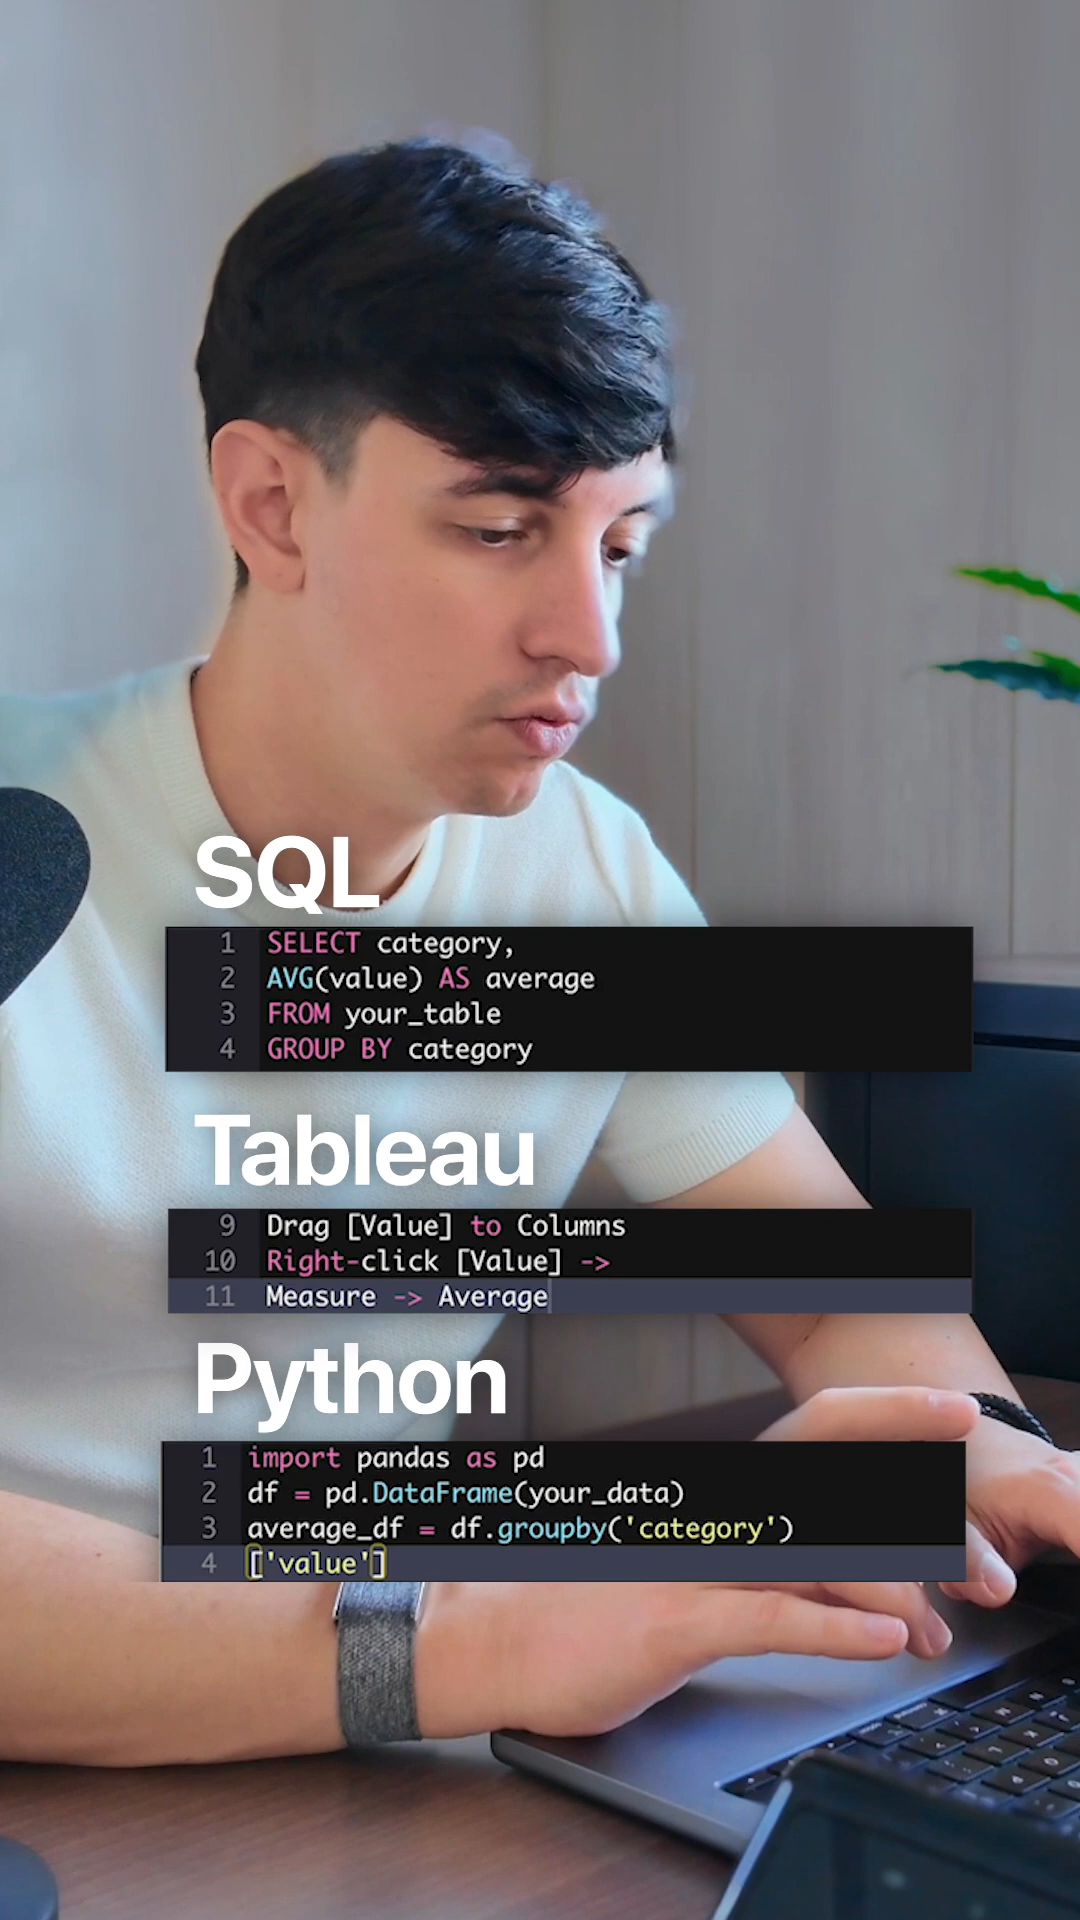 SQL
1 SELECT category,
2 AVG(value) AS average
3 FROM your_table
4 GROUP BY category
Tableau
9 Drag [Value] to Columns
10 Right-click [Value] ->
11 Measure -> Average
Python
1 import pandas as pd
2 df = pd.DataFrame(your_data)
3 average_df = df.groupby('category')
4 ['value']